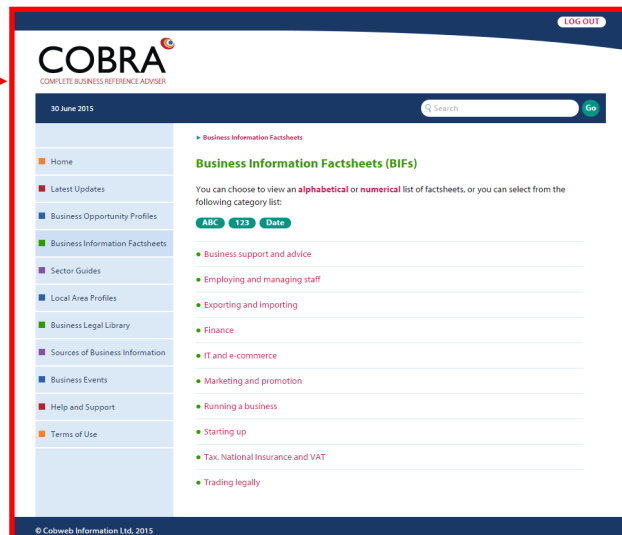 LOG OUT
COBRA
COMPLETE BUSINESS REFERENCE ADVISER
30 June 2015
Search
Go
Business Information Factsheets
Home
Latest Updates
Business Opportunity Profiles
Business Information Factsheets
Sector Guides
Local Area Profiles
Business Legal Library
Sources of Business Information
Business Events
Help and Support
Terms of Use
Business Information Factsheets (BIFs)
You can choose to view an alphabetical or numerical list of factsheets, or you can select from the
following category list:
ABC 123 Date
Business support and advice
Employing and managing staff
Exporting and importing
Finance
IT and e-commerce
Marketing and promotion
Running a business
Starting up
Tax, National Insurance and VAT
Trading legally
© Cobweb Information Ltd, 2015